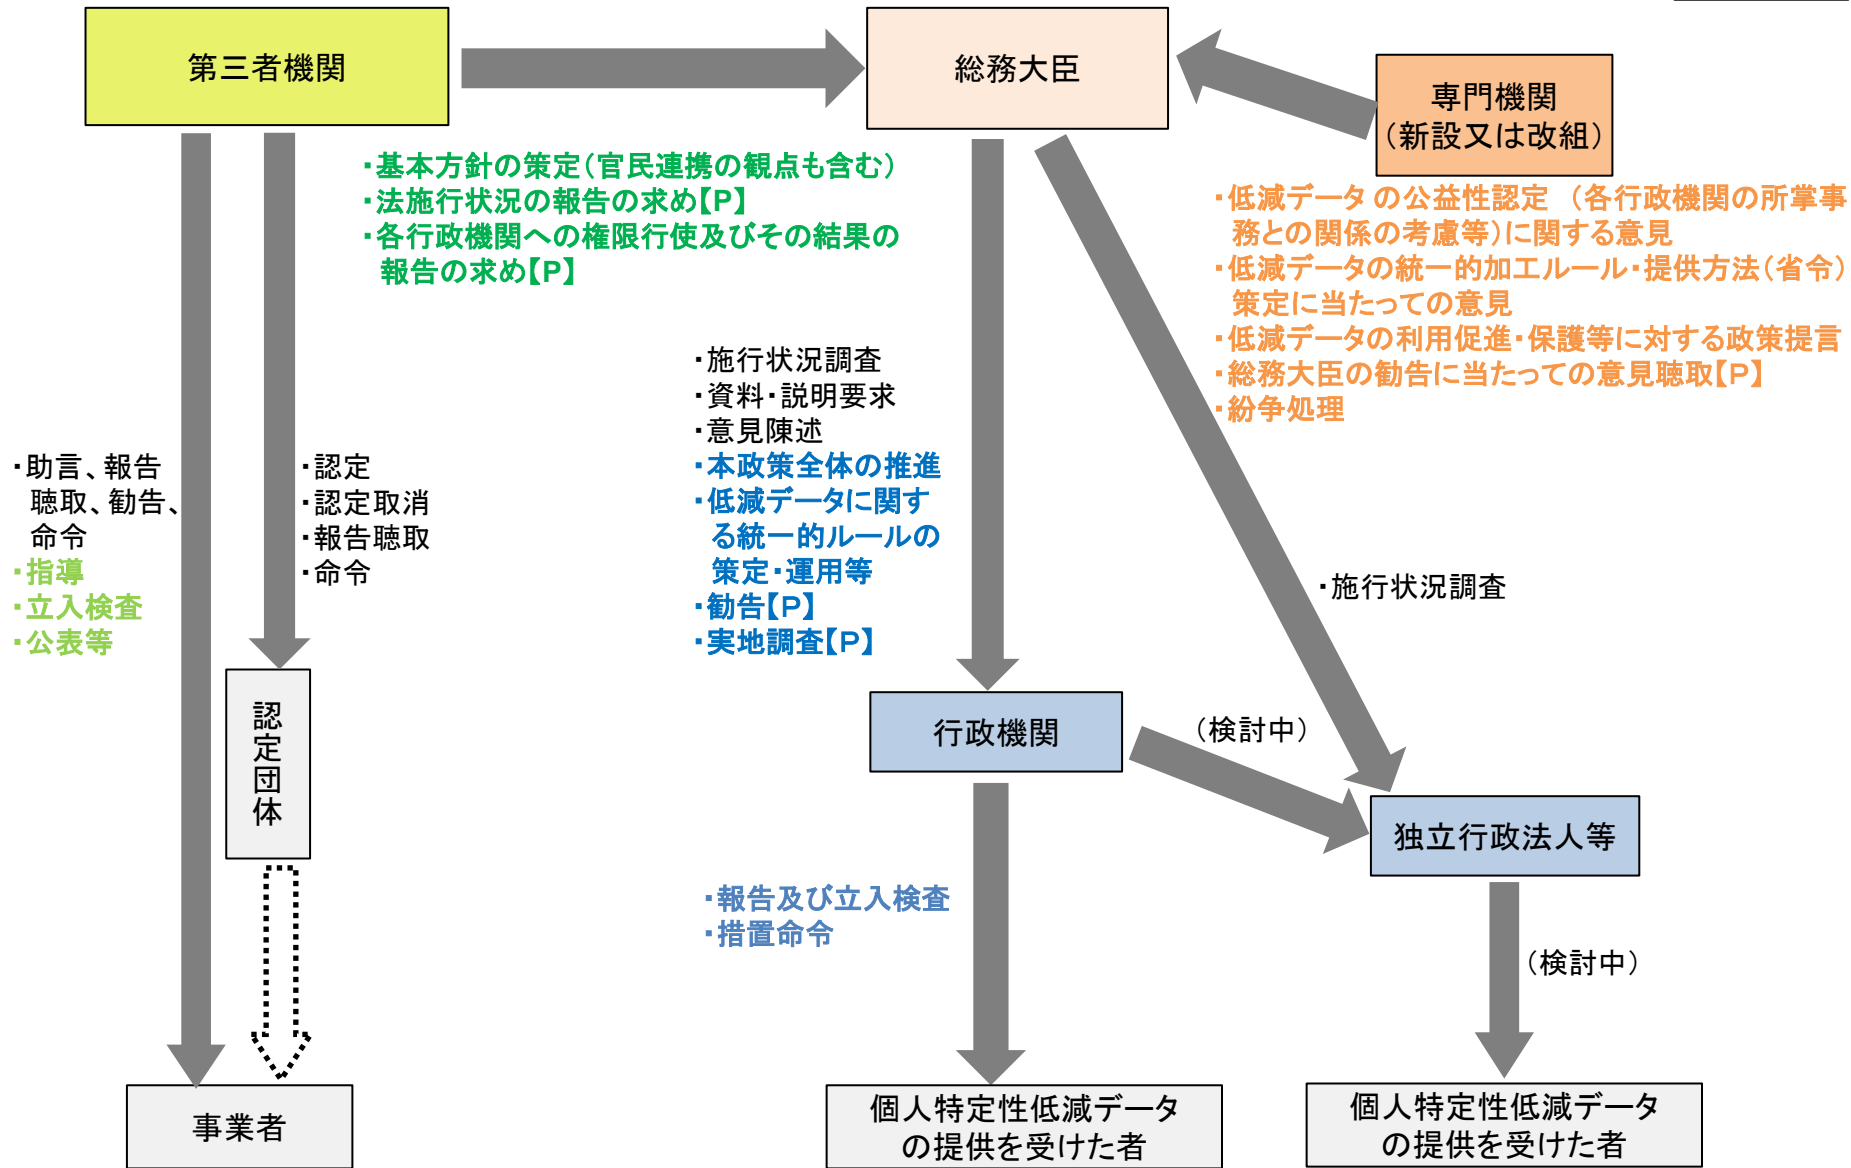 第三者機関
総務大臣
専門機関
(新設又は改組)
・基本方針の策定(官民連携の観点も含む)
・法施行状況の報告の求め【P】
・各行政機関への権限行使及びその結果の
報告の求め【P】
・低減データの公益性認定 (各行政機関の所掌事
務との関係の考慮等)に関する意見
・低減データの統一的加工ルール・提供方法(省令)
策定に当たっての意見
・低減データの利用促進・保護等に対する政策提言
・総務大臣の勧告に当たっての意見聴取【P】
・紛争処理
・助言、報告
聴取、勧告、
命令
・指導
・立入検査
・公表等
・認定
・認定取消
・報告聴取
・命令
・施行状況調査
・資料・説明要求
・意見陳述
・本政策全体の推進
・低減データに関す
る統一的ルールの
策定・運用等
・勧告【P】
・実地調査【P】
・施行状況調査
認定団体
行政機関
(検討中)
独立行政法人等
・報告及び立入検査
・措置命令
(検討中)
事業者
個人特定性低減データ
の提供を受けた者
個人特定性低減データ
の提供を受けた者